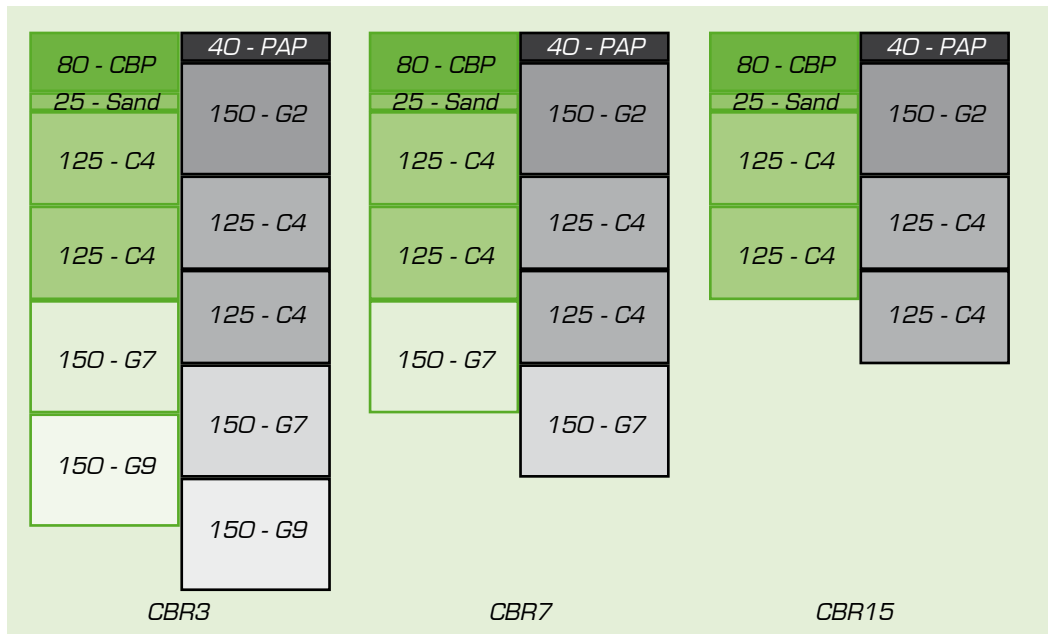 80 - CBP
25 - Sand
125 - C4
125 - C4
150 - G7
150 - G9
40 - PAP
150 - G2
125 - C4
125 - C4
150 - G7
150 - G9
CBR3
80 - CBP
25 - Sand
125 - C4
125 - C4
150 - G7
40 - PAP
150 - G2
125 - C4
125 - C4
150 - G7
CBR7
80 - CBP
25 - Sand
125 - C4
125 - C4
40 - PAP
150 - G2
125 - C4
125 - C4
CBR15